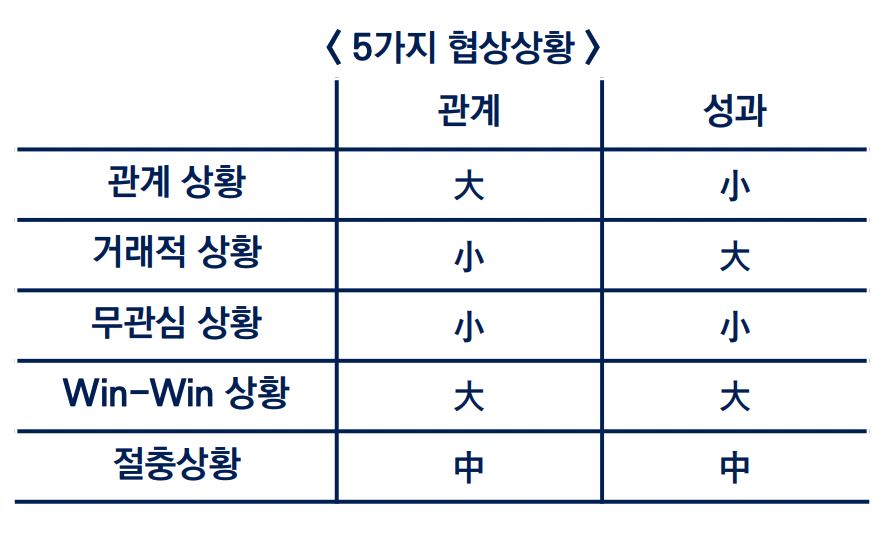 〈 5가지 협상상황 〉
관계 성과
관계 상황 大 小
거래적 상황 小 大
무관심 상황 小 小
Win-Win 상황 大 大
절충상황 中 中